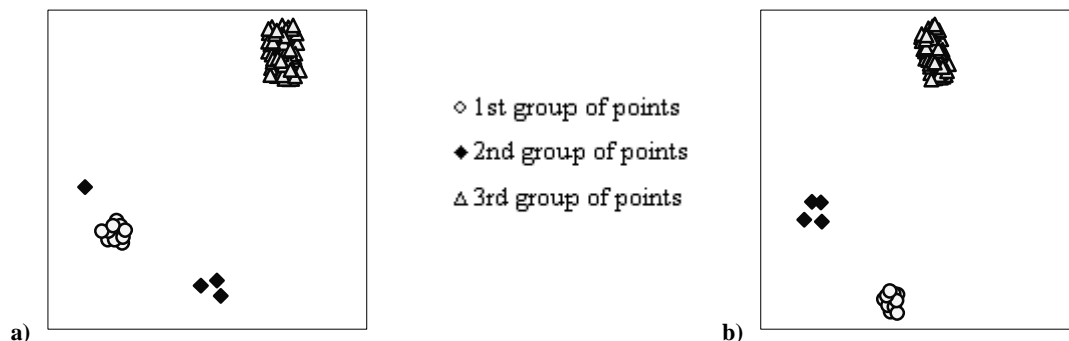 1st group of points
2nd group of points
3rd group of points
a)
b)